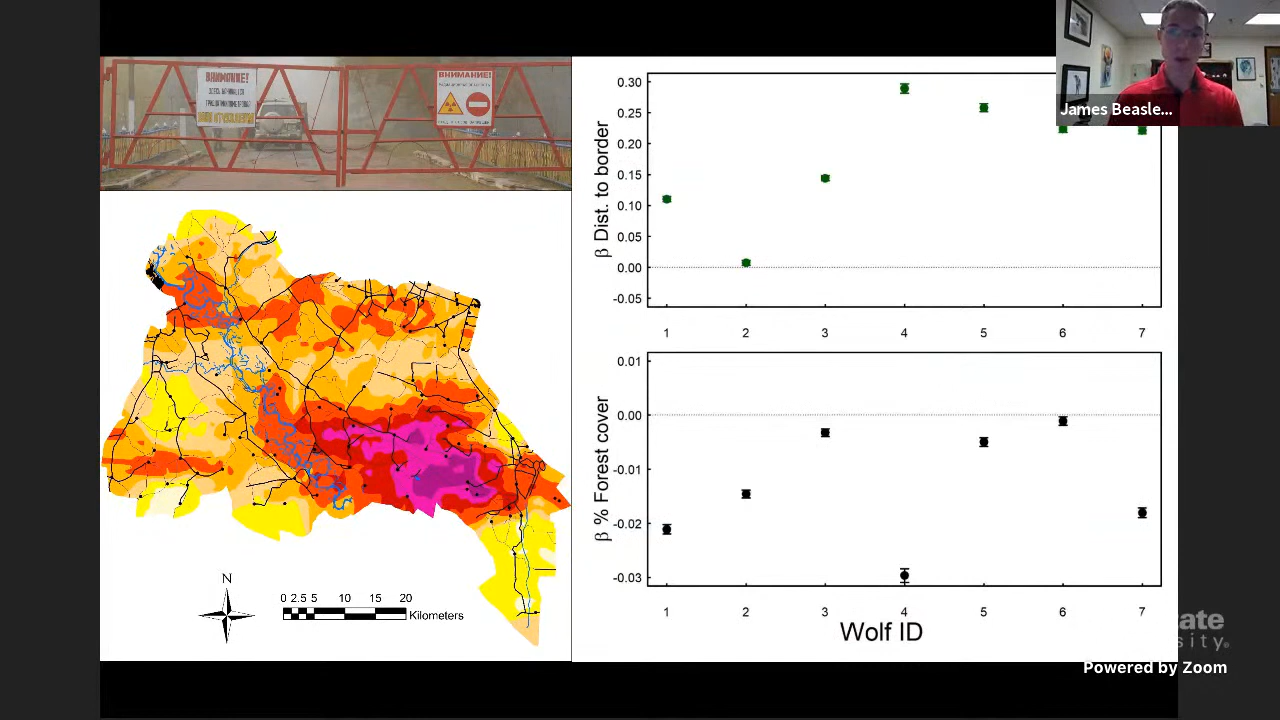 ВНИМАНИЕ!
ВНИМАНИЕ!
James Beasle...
0.30
0.25
0.20
0.15
0.10
0.05
0.00
-0.05
β Dist. to border
1 2 3 4 5 6 7
0.01
0.00
-0.01
-0.02
-0.03
β % Forest cover
1 2 3 4 5 6 7
Wolf ID
N
0 2.5 5 10 15 20
Kilometers
ate
sity
Powered by Zoom